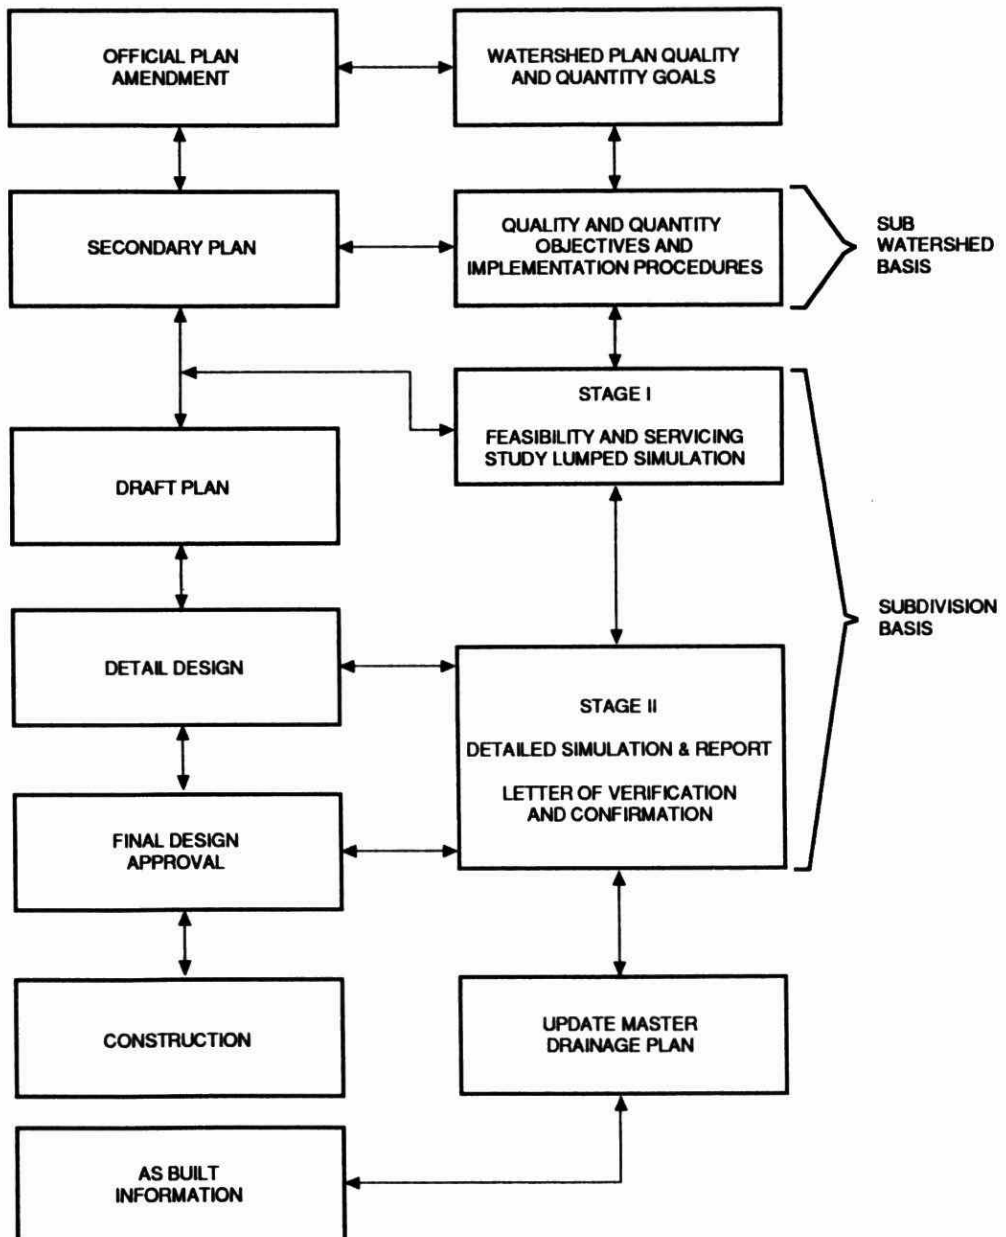 OFFICIAL PLAN
AMENDMENT
WATERSHED PLAN QUALITY
AND QUANTITY GOALS
SECONDARY PLAN
QUALITY AND QUANTITY
OBJECTIVES AND
IMPLEMENTATION PROCEDURES
SUB
WATERSHED
BASIS
STAGE I
FEASIBILITY AND SERVICING
STUDY LUMPED SIMULATION
DRAFT PLAN
SUBDIVISION
BASIS
DETAIL DESIGN
STAGE II
DETAILED SIMULATION & REPORT
LETTER OF VERIFICATION
AND CONFIRMATION
FINAL DESIGN
APPROVAL
CONSTRUCTION
UPDATE MASTER
DRAINAGE PLAN
AS BUILT
INFORMATION